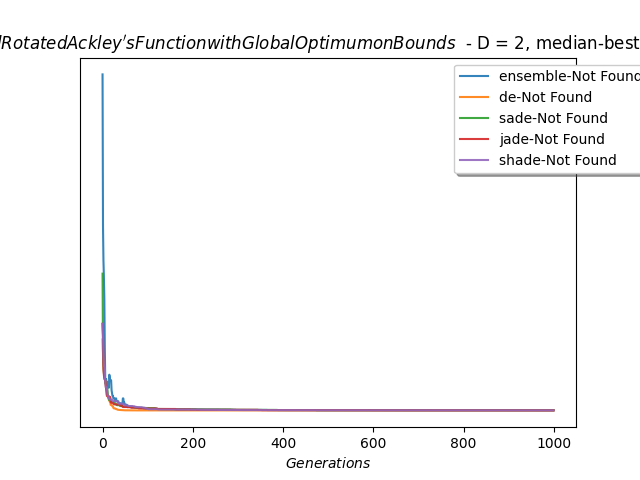 RotatedAckley'sFunctionwithGlobalOptimumonBounds - D = 2, median-best
ensemble-Not Found
de-Not Found
sade-Not Found
jade-Not Found
shade-Not Found
0 200 400 600 800 1000
Generations